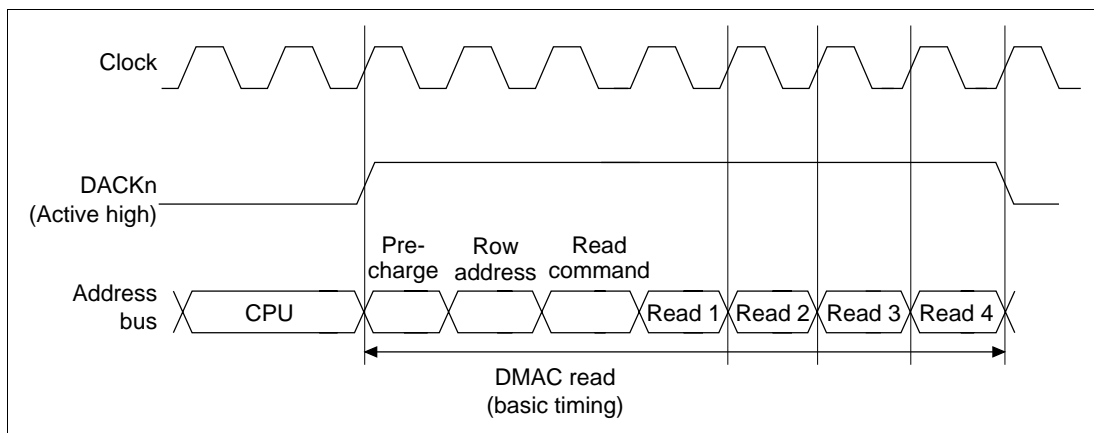 Clock
DACKn
(Active high)
Pre-
charge
Row
address
Read
command
Address
bus
CPU
Read 1
Read 2
Read 3
Read 4
DMAC read
(basic timing)